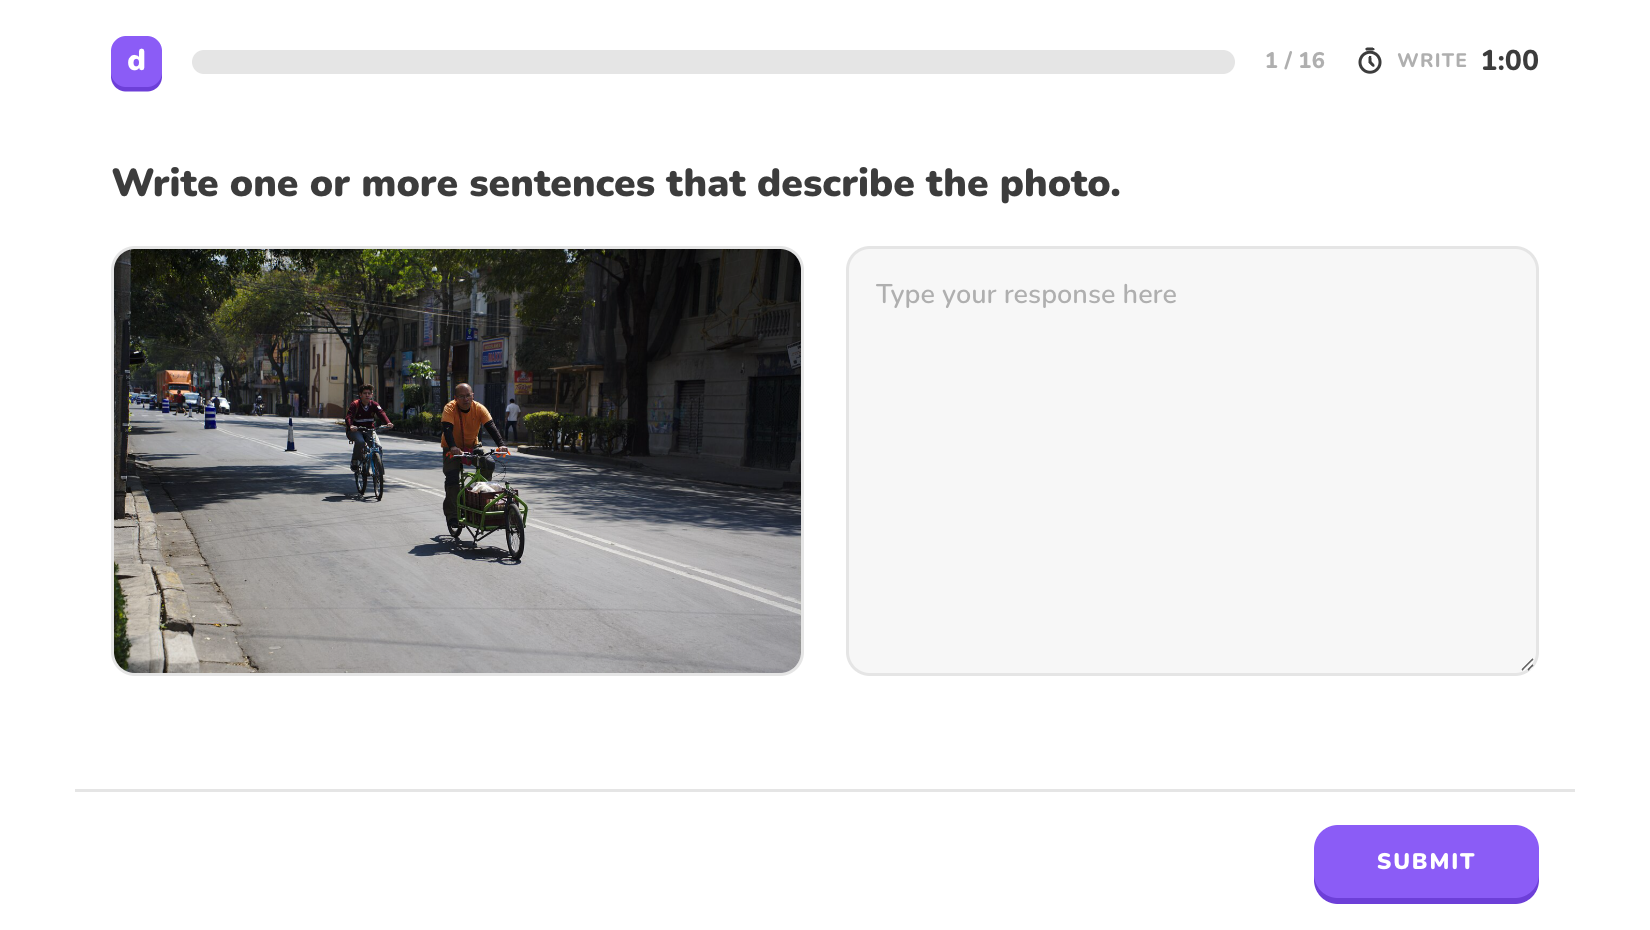 d
1 / 16
WRITE 1:00
Write one or more sentences that describe the photo.
Type your response here
SUBMIT